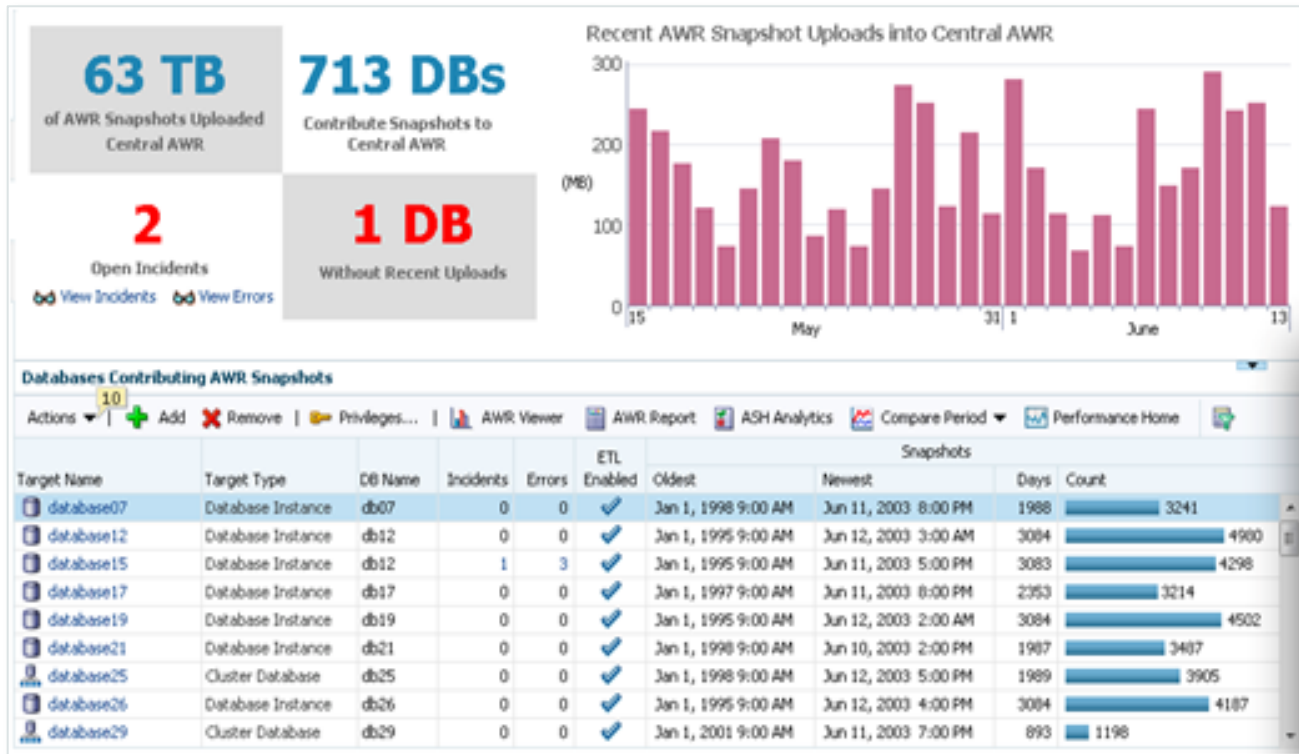 63 TB
of AWR Snapshots Uploaded
Central AWR
713 DBs
Contribute Snapshots to
Central AWR
2
Open Incidents
View Incidents View Errors
1 DB
Without Recent Uploads
Recent AWR Snapshot Uploads into Central AWR
300
200
(MB)
100
0
15 31 1 13
May June
Databases Contributing AWR Snapshots
10
Actions | Add Remove | Privileges... | AWR Viewer AWR Report ASH Analytics Compare Period Performance Home
Target Name Target Type DB Name Incidents Errors ETL Enabled Snapshots
Oldest Newest Days Count
database07 Database Instance db07 0 0 Jan 1, 1998 9:00 AM Jun 11, 2003 8:00 PM 1988 3241
database12 Database Instance db12 0 0 Jan 1, 1995 9:00 AM Jun 12, 2003 3:00 AM 3084 4980
database15 Database Instance db12 1 3 Jan 1, 1995 9:00 AM Jun 11, 2003 5:00 PM 3083 4298
database17 Database Instance db17 0 0 Jan 1, 1997 9:00 AM Jun 11, 2003 8:00 PM 2353 3214
database19 Database Instance db19 0 0 Jan 1, 1995 9:00 AM Jun 12, 2003 2:00 AM 3084 4502
database21 Database Instance db21 0 0 Jan 1, 1998 9:00 AM Jun 10, 2003 2:00 PM 1987 3487
database25 Cluster Database db25 0 0 Jan 1, 1998 9:00 AM Jun 12, 2003 5:00 PM 1989 3905
database26 Database Instance db26 0 0 Jan 1, 1995 9:00 AM Jun 12, 2003 4:00 PM 3084 4187
database29 Cluster Database db29 0 0 Jan 1, 2001 9:00 AM Jun 11, 2003 7:00 PM 893 1198